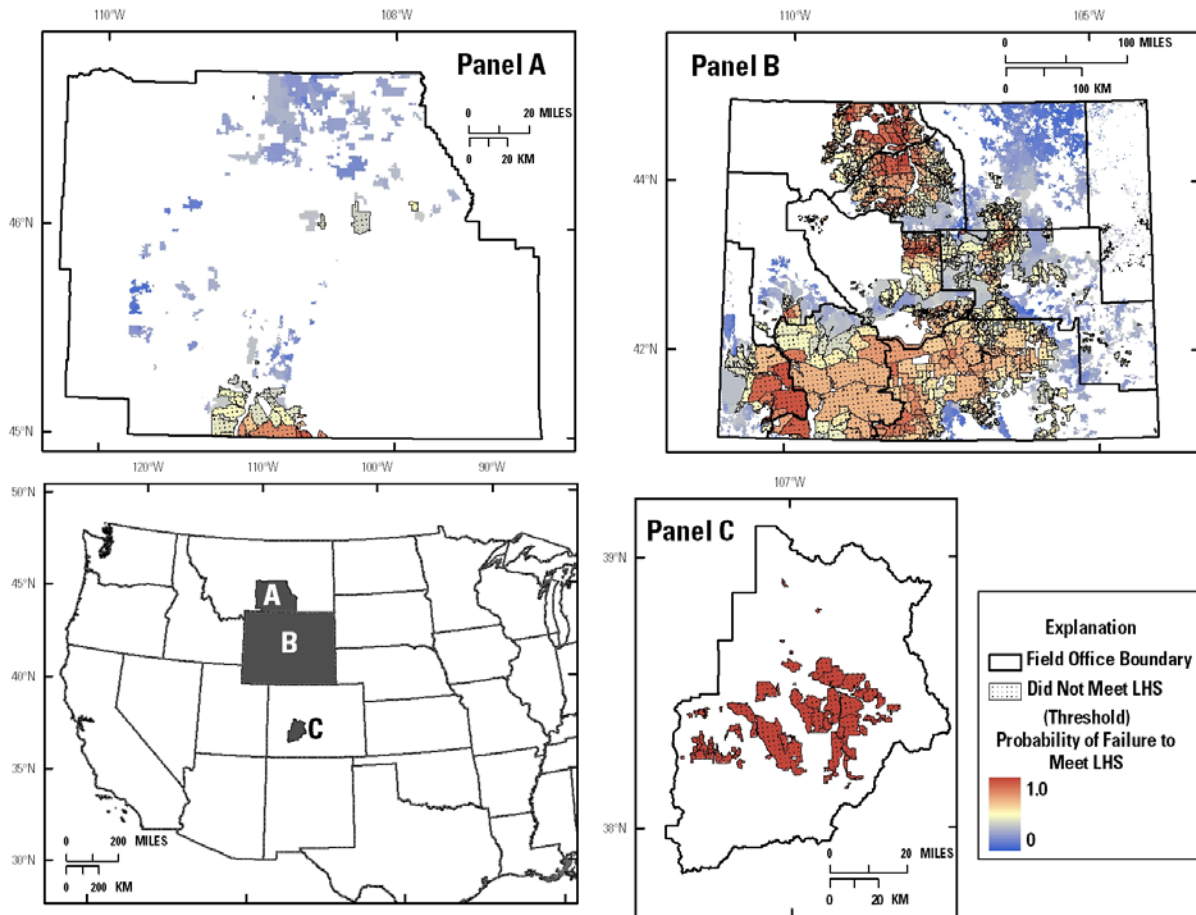 110°W
108°W
Panel A
0 20 MILES
0 20 KM
46°N
45°N
110°W
105°W
0 100 MILES
0 100 KM
Panel B
44°N
42°N
120°W
110°W
100°W
90°W
50°N
45°N
40°N
35°N
30°N
A
B
C
0 200 MILES
0 200 KM
107°W
Panel C
39°N
38°N
0 20 MILES
0 20 KM
Explanation
Field Office Boundary
Did Not Meet LHS
(Threshold)
Probability of Failure to
Meet LHS
1.0
0